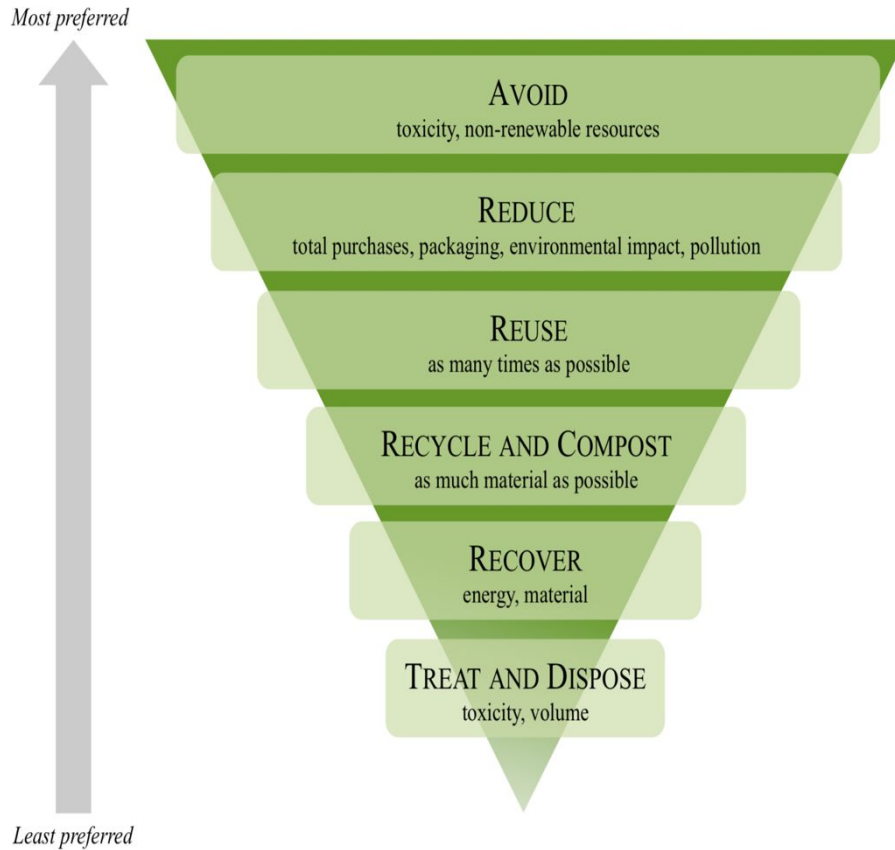 Most preferred
AVOID
toxicity, non-renewable resources
REDUCE
total purchases, packaging, environmental impact, pollution
REUSE
as many times as possible
RECYCLE AND COMPOST
as much material as possible
RECOVER
energy, material
TREAT AND DISPOSE
toxicity, volume
Least preferred